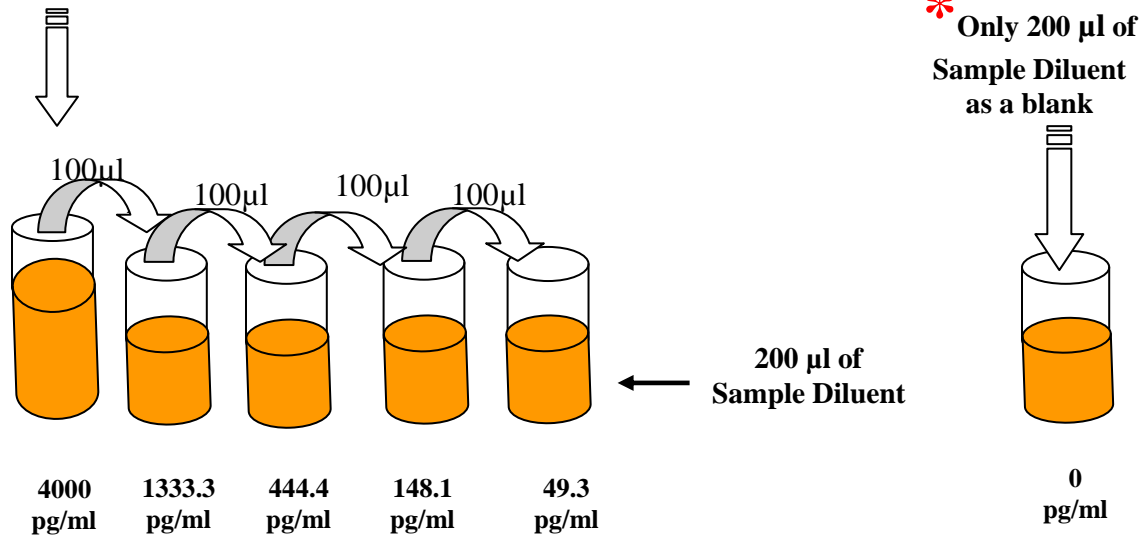 * Only 200 µl of
Sample Diluent
as a blank
100µl
100µl
100µl
100µl
200 µl of
Sample Diluent
4000
pg/ml
1333.3
pg/ml
444.4
pg/ml
148.1
pg/ml
49.3
pg/ml
0
pg/ml